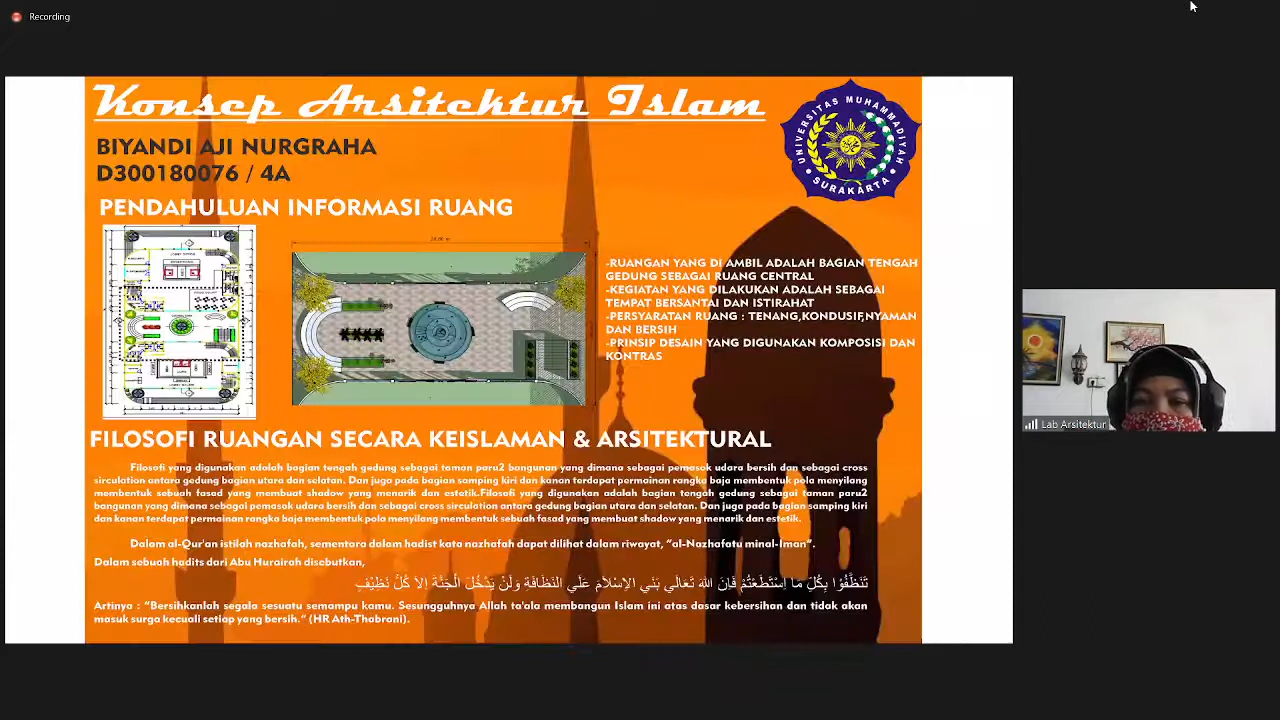 Recording
Konsep Arsitektur Islam
UNIVERSITAS MUHAMMADIYAH
SURAKARTA
BIYANDI AJI NURGRAHA
D300180076 / 4A
PENDAHULUAN INFORMASI RUANG
-RUANGAN YANG DI AMBIL ADALAH BAGIAN TENGAH
GEDUNG SEBAGAI RUANG CENTRAL
-KEGIATAN YANG DILAKUKAN ADALAH SEBAGAI
TEMPAT BERSANTAI DAN ISTIRAHAT
-PERSYARATAN RUANG : TENANG,KONDUSIF,NYAMAN
DAN BERSIH
-PRINSIP DESAIN YANG DIGUNAKAN KOMPOSISI DAN
KONTRAS
Lab Arsitektur
FILOSOFI RUANGAN SECARA KEISLAMAN & ARSITEKTURAL
Filosofi yang digunakan adolah bagian tengah gedung sebagai taman paru2 bangunan yang dimana sebagai pemasok udara bersih dan sebagai cross
sirculation antara gedung bagian utara dan selatan. Dan juga pada bagian samping kiri dan kanan terdapat permainan rangka baja membentuk pola menyilang
membentuk sebuah fasad yang membuat shadow yang menarik dan estetik.Filosofi yang digunakan adalah bagian tengah gedung sebagai taman paru2
bangunan yang dimana sebagai pemasok udara bersih dan sebagai cross sirculation antara gedung bagian utara dan selatan. Dan juga pada bagian samping kiri
dan kanan terdapat permainan rangka baja membentuk pola menyilang membentuk sebuah fasad yang membuat shadow yang menarik dan estetik.
Dalam al-Qur'an istilah nazhafah, sementara dalam hadist kata nazhafah dapat dilihat dalam riwayat, "al-Nazhafatu minal-Iman".
Dalam sebuah hadits dari Abu Hurairah disebutkan,
تَنَظَّفُوْا بِكُلِّ مَا اِسْتَطَعْتُمْ فَاِنَ اللهَ تَعَالَي بَنَي الاِسْلاَمَ عَلَي النَظَافَةِ وَلَنْ يَدْخُلَ الْجَنَّةَ اِلاَ كُلُّ نَظِيْفٍ
Artinya : "Bersihkanlah segala sesuatu semampu kamu. Sesungguhnya Allah ta'ala membangun Islam ini atas dasar kebersihan dan tidak akan
masuk surga kecuali setiap yang bersih." (HR Ath-Thabrani).